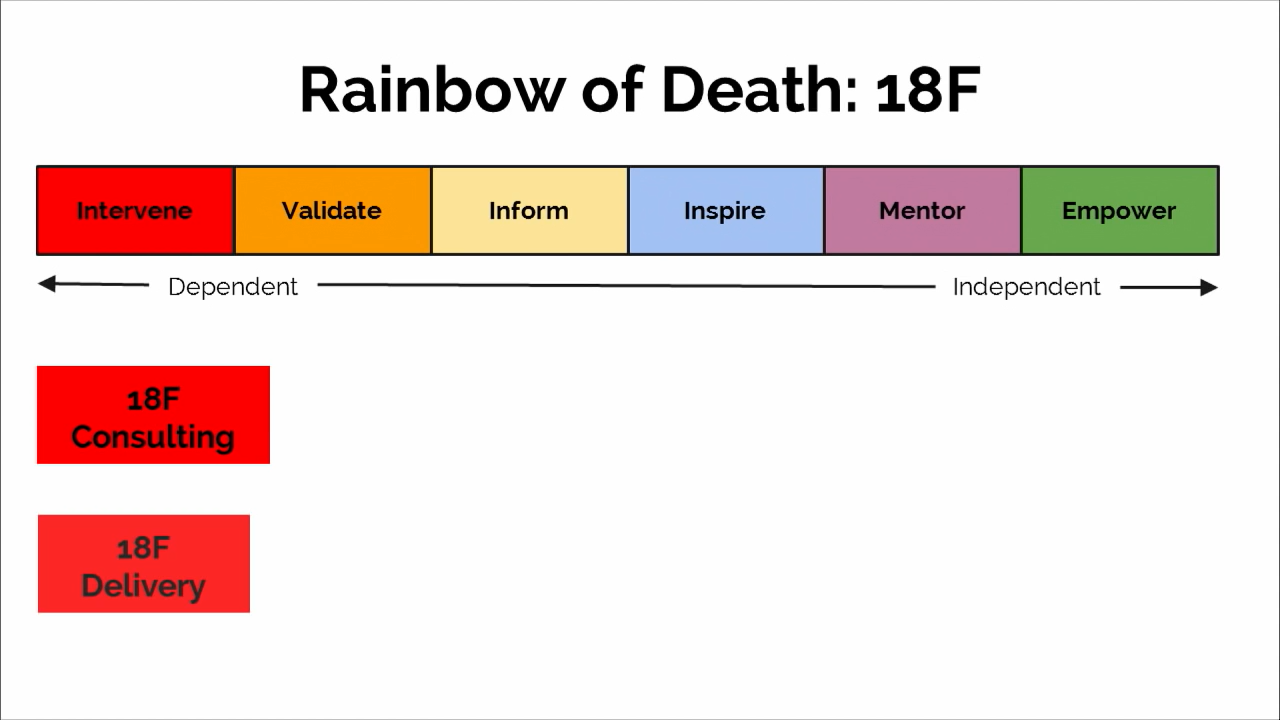 Rainbow of Death: 18F
Intervene Validate Inform Inspire Mentor Empower
Dependent Independent
18F
Consulting
18F
Delivery